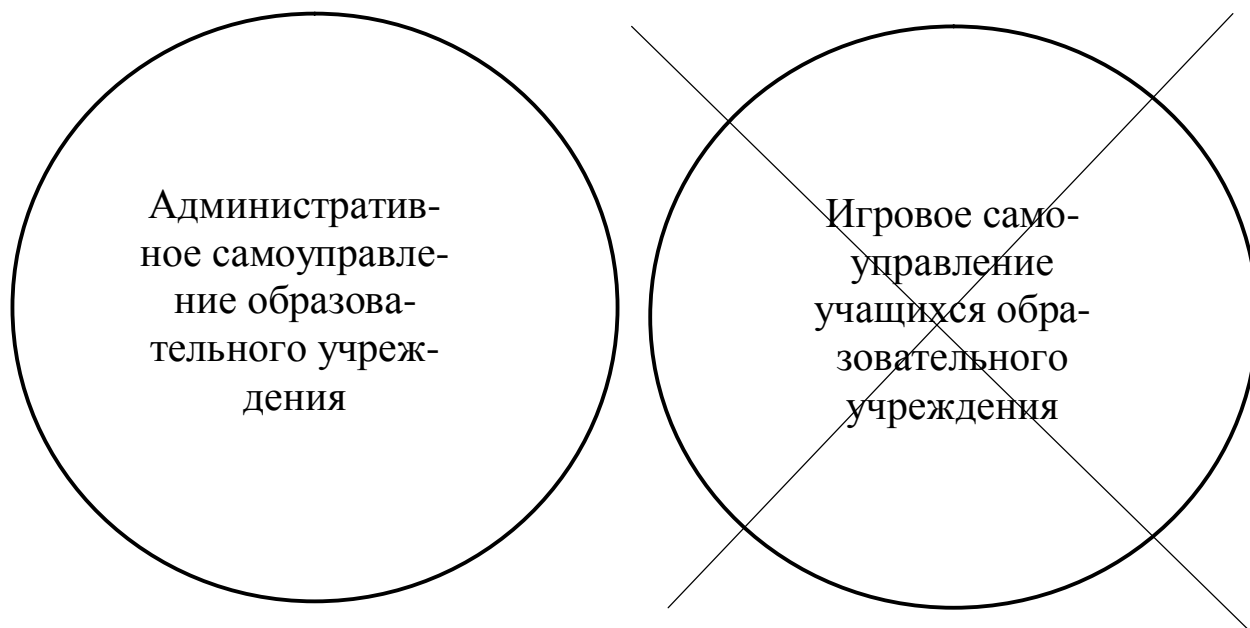 Административ-
ное самоуправле-
ние образова-
тельного учреж-
дения
Игровое само-
управление
учащихся обра-
зовательного
учреждения